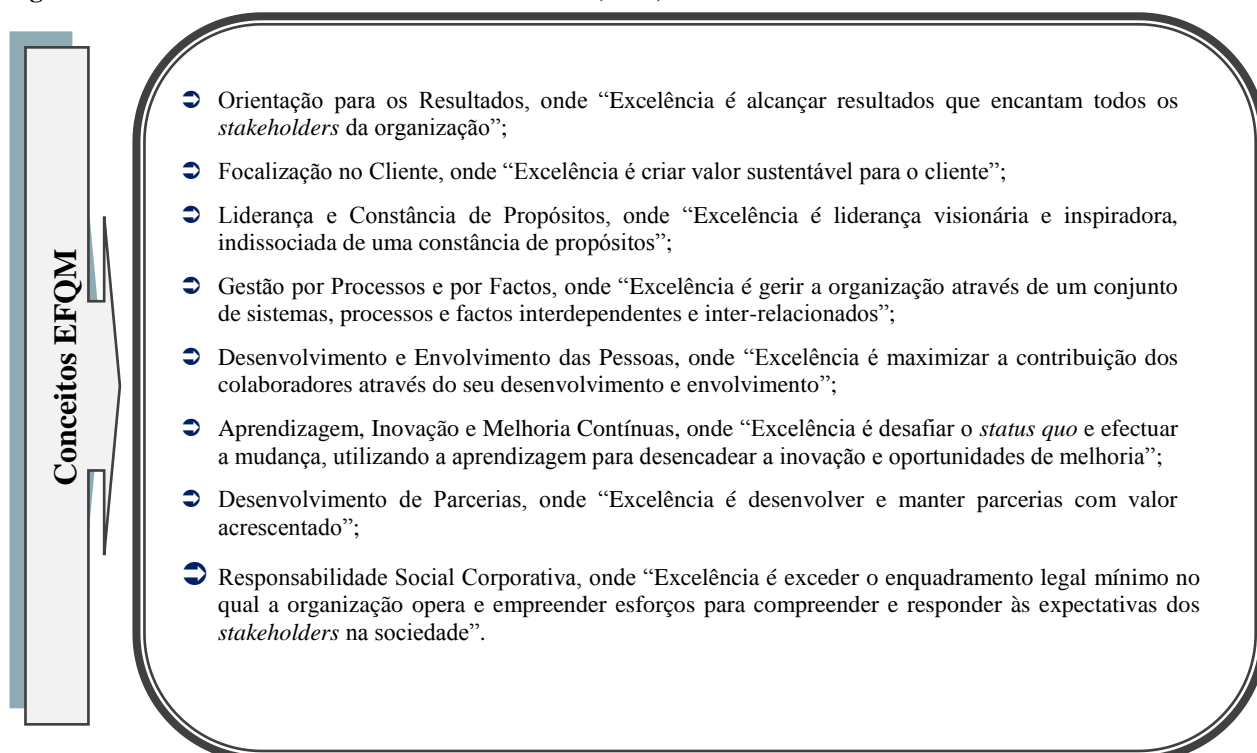 Conceitos EFQM
Orientação para os Resultados, onde “Excelência é alcançar resultados que encantam todos os
stakeholders da organização”;
Focalização no Cliente, onde “Excelência é criar valor sustentável para o cliente”;
Liderança e Constância de Propósitos, onde “Excelência é liderança visionária e inspiradora,
indissociada de uma constância de propósitos”;
Gestão por Processos e por Factos, onde “Excelência é gerir a organização através de um conjunto
de sistemas, processos e factos interdependentes e inter-relacionados”;
Desenvolvimento e Envolvimento das Pessoas, onde “Excelência é maximizar a contribuição dos
colaboradores através do seu desenvolvimento e envolvimento”;
Aprendizagem, Inovação e Melhoria Contínuas, onde “Excelência é desafiar o status quo e efectuar
a mudança, utilizando a aprendizagem para desencadear a inovação e oportunidades de melhoria”;
Desenvolvimento de Parcerias, onde “Excelência é desenvolver e manter parcerias com valor
acrescentado”;
Responsabilidade Social Corporativa, onde “Excelência é exceder o enquadramento legal mínimo no
qual a organização opera e empreender esforços para compreender e responder às expectativas dos
stakeholders na sociedade”.